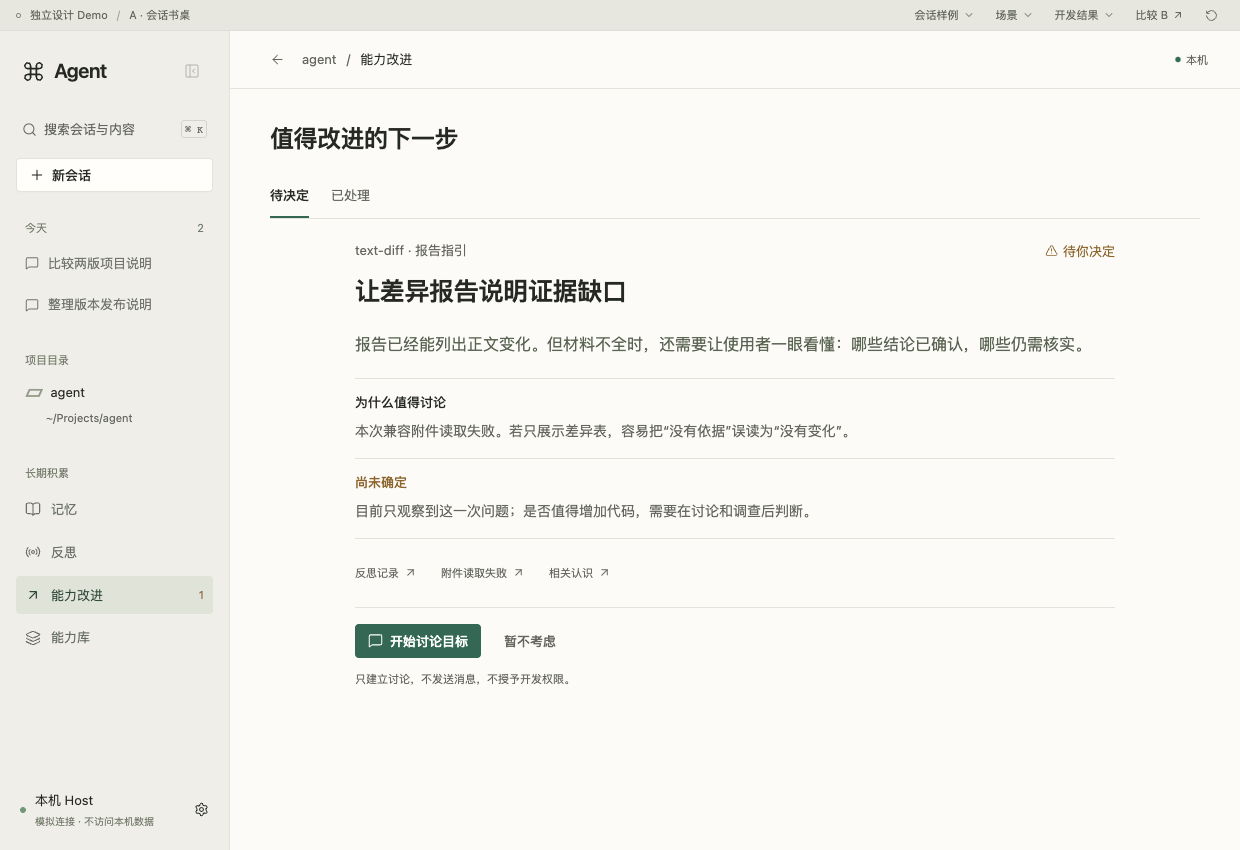 独立设计 Demo / A · 会话书桌
会话样例 场景 开发结果 比较 B
Agent
搜索会话与内容 ⌘ K
新会话
今天 2
比较两版项目说明
整理版本发布说明
项目目录
agent
~/Projects/agent
长期积累
记忆
反思
能力改进 1
能力库
本机 Host
模拟连接 · 不访问本机数据
agent / 能力改进
本机
值得改进的下一步
待决定 已处理
text-diff · 报告指引
待你决定
让差异报告说明证据缺口
报告已经能列出正文变化。但材料不全时，还需要让使用者一眼看懂：哪些结论已确认，哪些仍需核实。
为什么值得讨论
本次兼容附件读取失败。若只展示差异表，容易把“没有依据”误读为“没有变化”。
尚未确定
目前只观察到这一次问题；是否值得增加代码，需要在讨论和调查后判断。
反思记录 附件读取失败 相关认识
开始讨论目标 暂不考虑
只建立讨论，不发送消息，不授予开发权限。